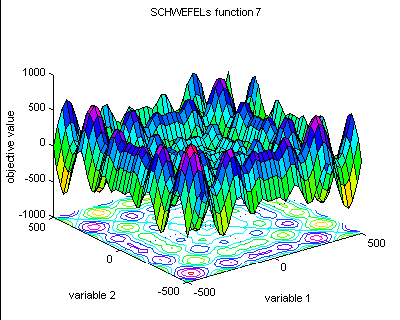 SCHWEFELs function 7
1000
500
0
-500
-1000
objective value
500
0
-500
variable 2
-500
0
500
variable 1